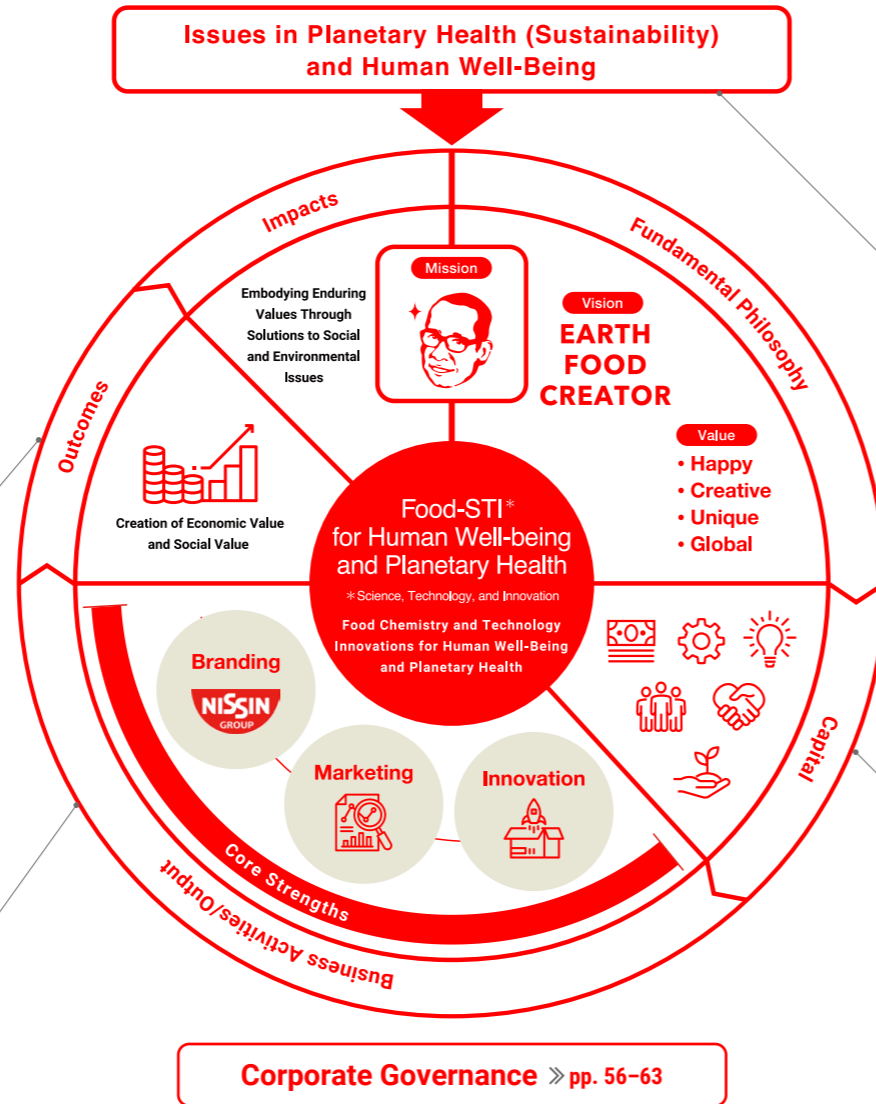 Issues in Planetary Health (Sustainability)
and Human Well-Being
Impacts
Fundamental Philosophy
Mission
Embodying Enduring
Values Through
Solutions to Social
and Environmental
Issues
Vision
EARTH
FOOD
CREATOR
Value
• Happy
• Creative
• Unique
• Global
Outcomes
Creation of Economic Value
and Social Value
Food-STI*
for Human Well-being
and Planetary Health
*Science, Technology, and Innovation
Food Chemistry and Technology
Innovations for Human Well-Being
and Planetary Health
Capital
Branding
NISSIN
GROUP
Marketing
Innovation
Core Strengths
Business Activities/Output
Corporate Governance » pp. 56–63